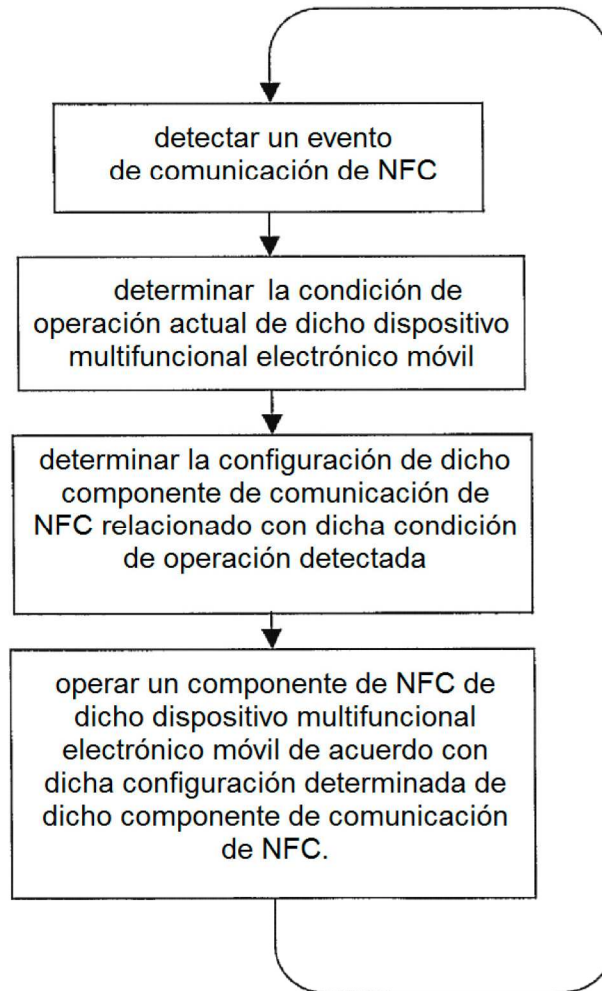 detectar un evento
de comunicación de NFC
determinar la condición de
operación actual de dicho dispositivo
multifuncional electrónico móvil
determinar la configuración de dicho
componente de comunicación de
NFC relacionado con dicha condición
de operación detectada
operar un componente de NFC de
dicho dispositivo multifuncional
electrónico móvil de acuerdo con
dicha configuración determinada de
dicho componente de comunicación
de NFC.